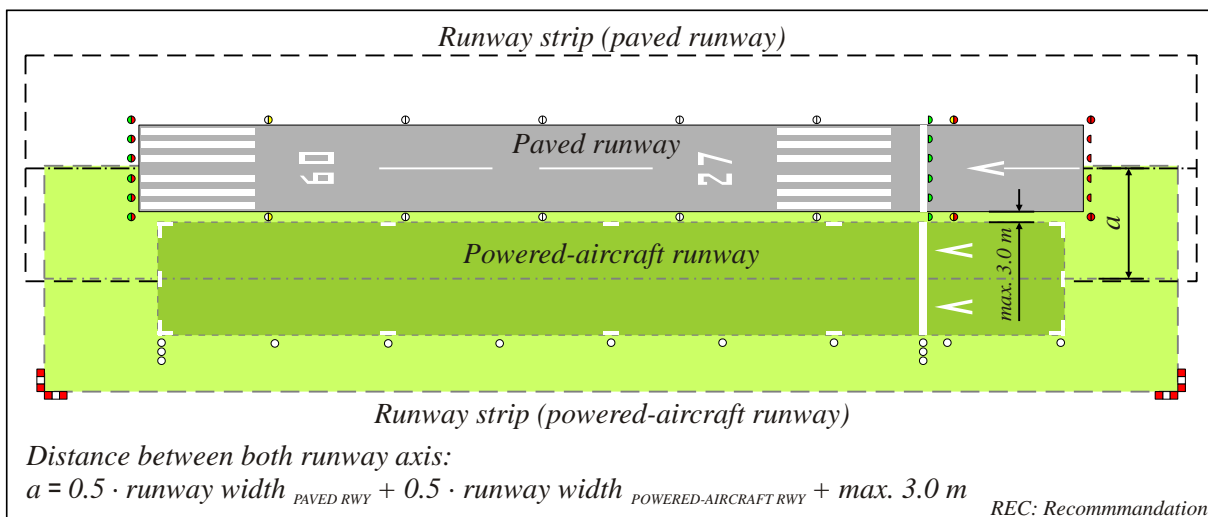 Runway strip (paved runway)
Paved runway
09
27
Powered-aircraft runway
max. 3.0 m
a
Runway strip (powered-aircraft runway)
Distance between both runway axis:
a = 0.5 · runway width PAVED RWY + 0.5 · runway width POWERED-AIRCRAFT RWY + max. 3.0 m
REC: Recommmandation